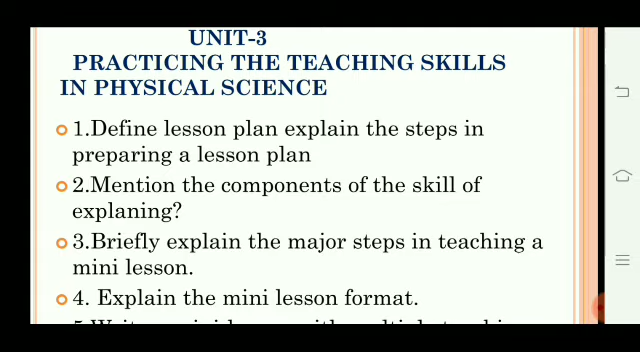 UNIT-3
PRACTICING THE TEACHING SKILLS
IN PHYSICAL SCIENCE
1.Define lesson plan explain the steps in
preparing a lesson plan
2.Mention the components of the skill of
explaning?
3.Briefly explain the major steps in teaching a
mini lesson.
4. Explain the mini lesson format.